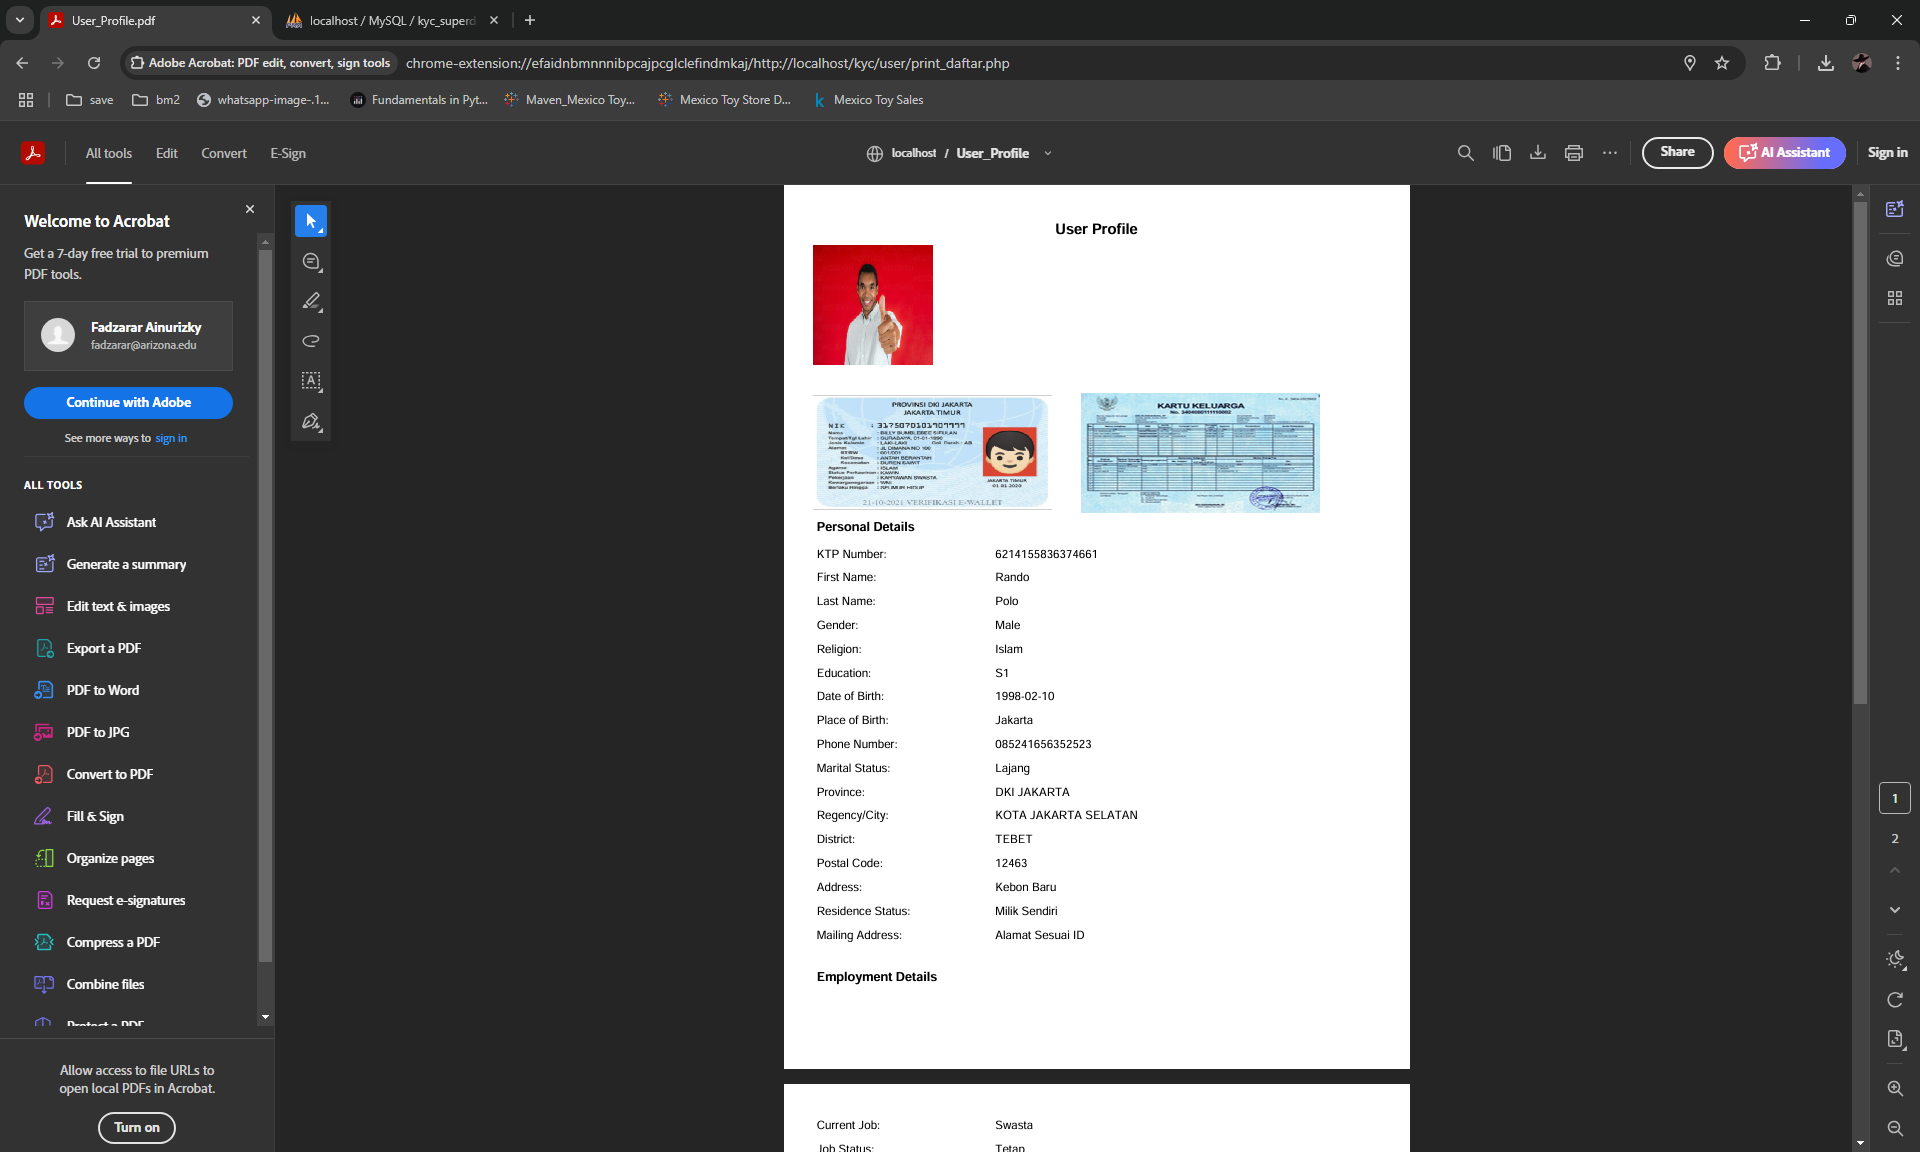 User_Profile.pdf
localhost / MySQL / kyc_superd
Adobe Acrobat: PDF edit, convert, sign tools
chrome-extension://efaidnbmnnnibpcajpcglclefindmkaj/http://localhost/kyc/user/print_daftar.php
save
bm2
whatsapp-image-.1...
Fundamentals in Pyt...
Maven_Mexico Toy...
Mexico Toy Store D...
Mexico Toy Sales
All tools
Edit
Convert
E-Sign
localhost / User_Profile
Share
AI Assistant
Sign in
Welcome to Acrobat
Get a 7-day free trial to premium
PDF tools.
Fadzarar Ainurizky
fadzarar@arizona.edu
Continue with Adobe
See more ways to sign in
ALL TOOLS
Ask AI Assistant
Generate a summary
Edit text & images
Export a PDF
PDF to Word
PDF to JPG
Convert to PDF
Fill & Sign
Organize pages
Request e-signatures
Compress a PDF
Combine files
Protect a PDF
Allow access to file URLs to
open local PDFs in Acrobat.
Turn on
User Profile
PROVINSI DKI JAKARTA
JAKARTA TIMUR
NIK
Nama
JAKARTA TIMUR
21-10-2021 VERIFIKASI E-WALLET
KARTU KELUARGA
Personal Details
KTP Number: 6214155836374661
First Name: Rando
Last Name: Polo
Gender: Male
Religion: Islam
Education: S1
Date of Birth: 1998-02-10
Place of Birth: Jakarta
Phone Number: 085241656352523
Marital Status: Lajang
Province: DKI JAKARTA
Regency/City: KOTA JAKARTA SELATAN
District: TEBET
Postal Code: 12463
Address: Kebon Baru
Residence Status: Milik Sendiri
Mailing Address: Alamat Sesuai ID
Employment Details
Current Job: Swasta
Job Status: Tetap
1
2